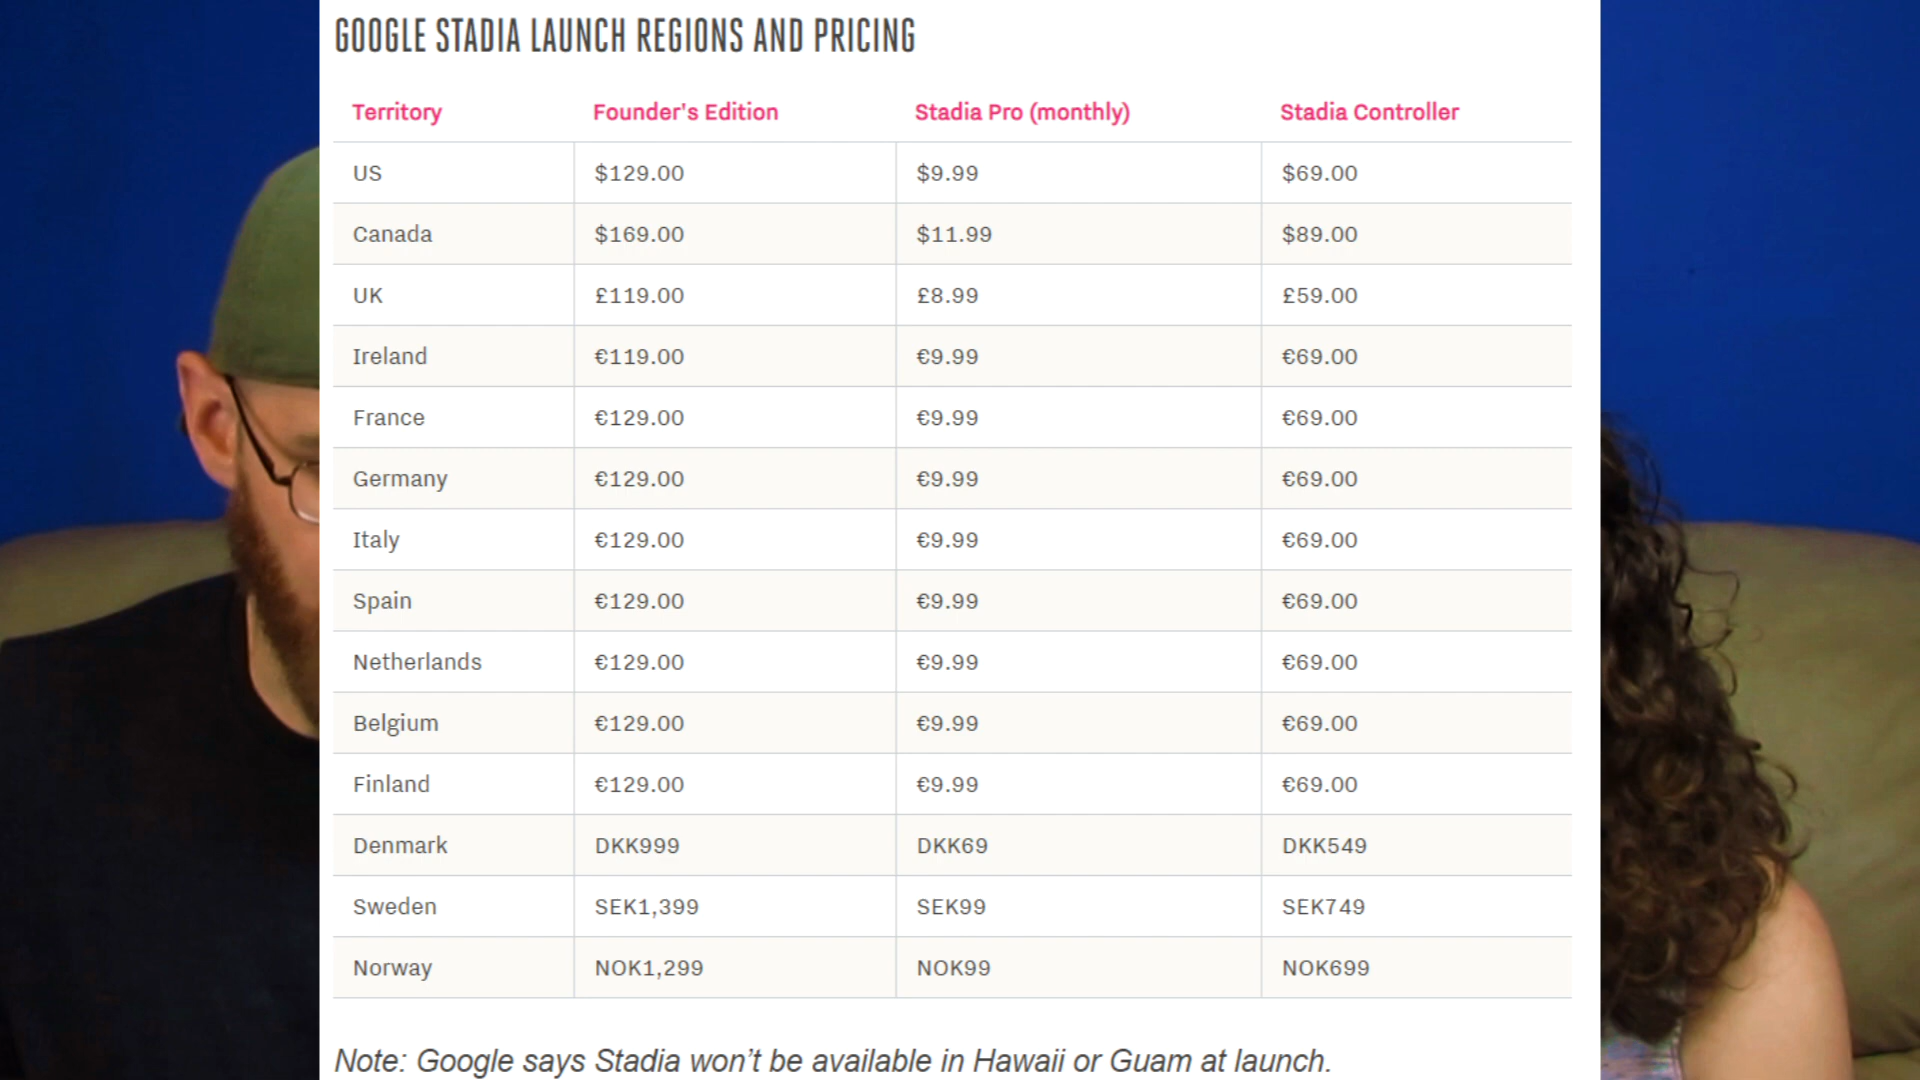 GOOGLE STADIA LAUNCH REGIONS AND PRICING
Territory Founder's Edition Stadia Pro (monthly) Stadia Controller
US $129.00 $9.99 $69.00
Canada $169.00 $11.99 $89.00
UK £119.00 £8.99 £59.00
Ireland €119.00 €9.99 €69.00
France €129.00 €9.99 €69.00
Germany €129.00 €9.99 €69.00
Italy €129.00 €9.99 €69.00
Spain €129.00 €9.99 €69.00
Netherlands €129.00 €9.99 €69.00
Belgium €129.00 €9.99 €69.00
Finland €129.00 €9.99 €69.00
Denmark DKK999 DKK69 DKK549
Sweden SEK1,399 SEK99 SEK749
Norway NOK1,299 NOK99 NOK699
Note: Google says Stadia won’t be available in Hawaii or Guam at launch.